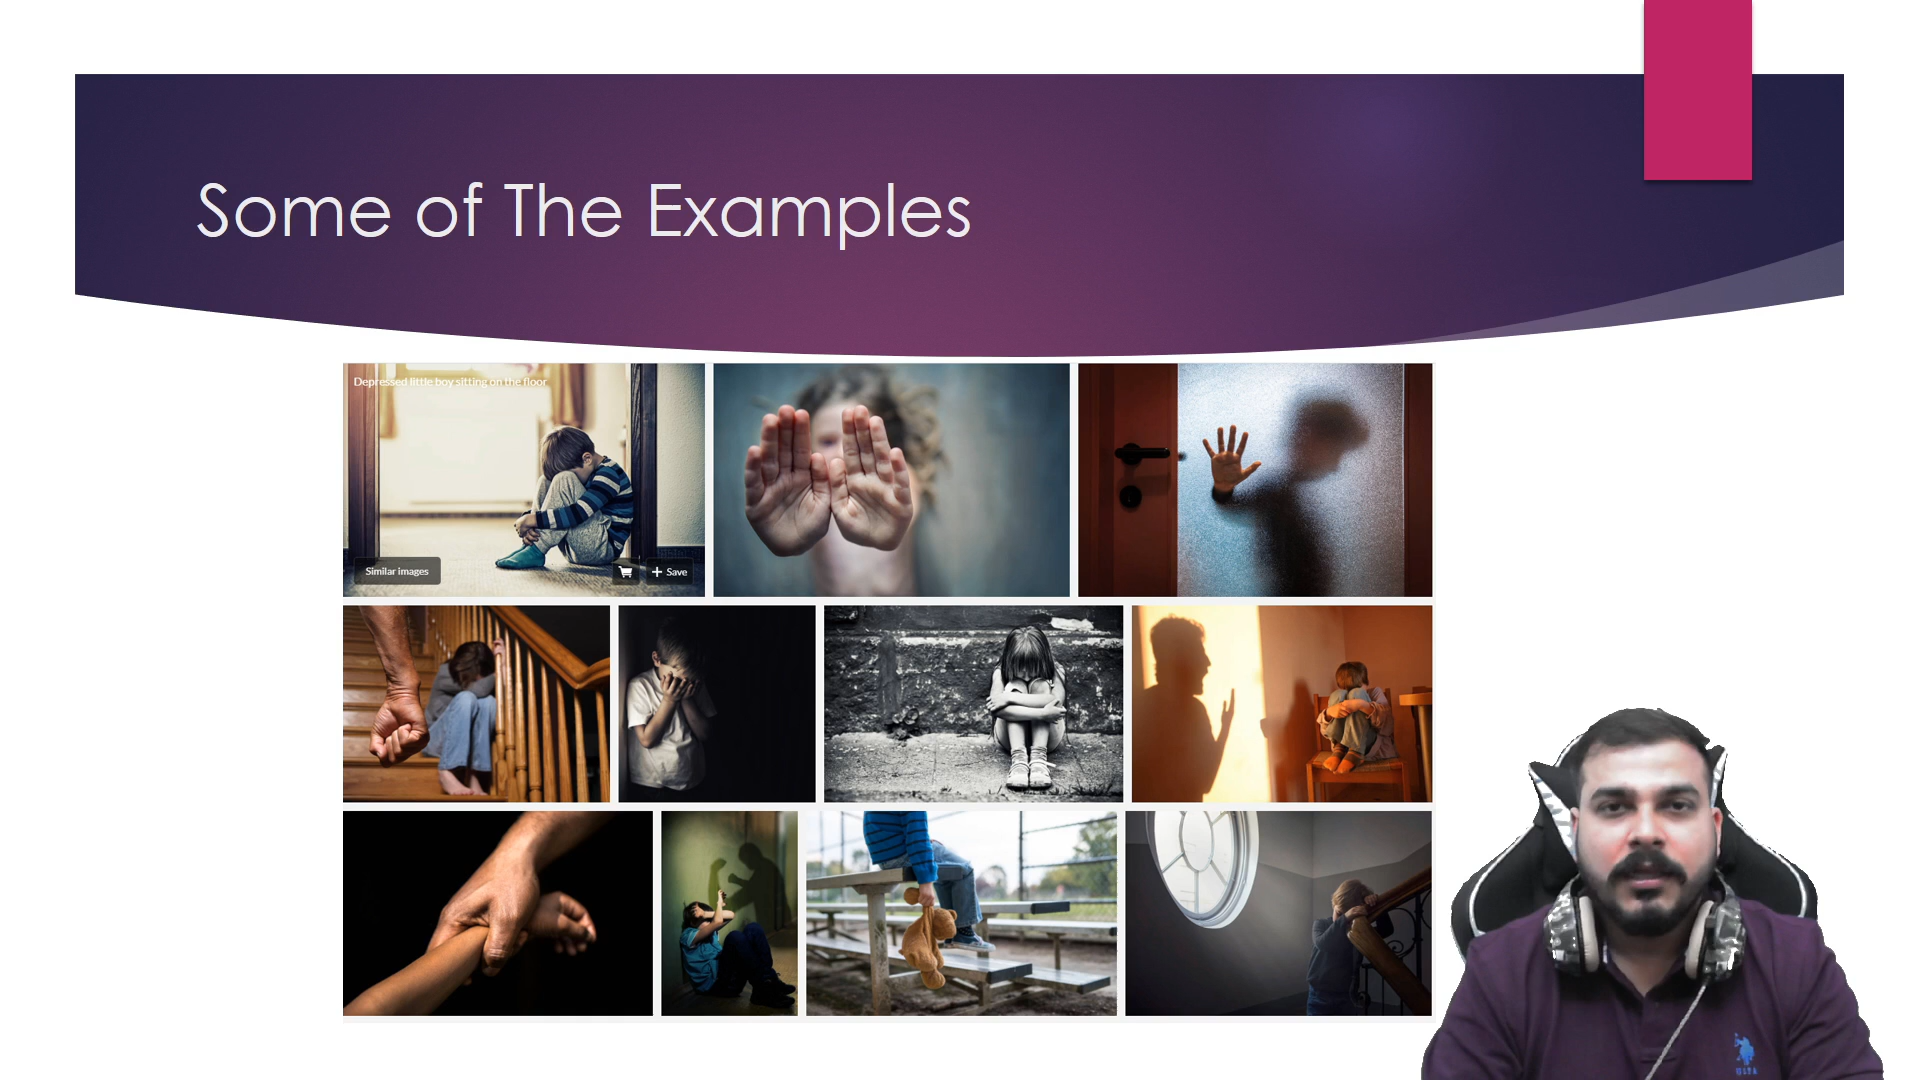 Some of The Examples
Depressed little boy sitting on the floor
Similar images
+ Save